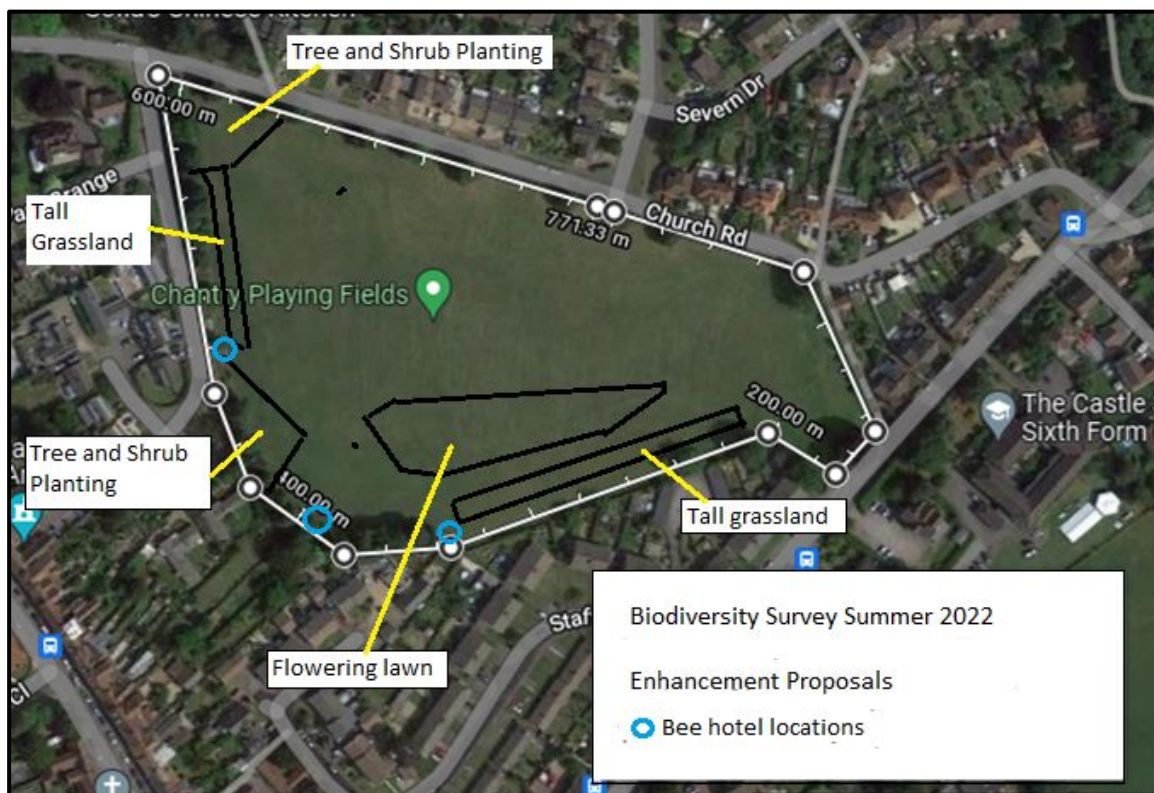 Tree and Shrub Planting
600.00 m
Severn Dr
Tall
Grassland
771.33 m
Church Rd
Chantry Playing Fields
200.00 m
The Castle
Sixth Form
Tree and Shrub
Planting
400.00 m
Tall grassland
Flowering lawn
Biodiversity Survey Summer 2022
Enhancement Proposals
Bee hotel locations